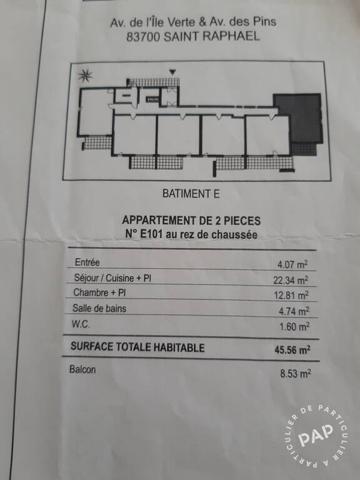 Av. de l'Île Verte & Av. des Pins
83700 SAINT RAPHAEL
BATIMENT E
APPARTEMENT DE 2 PIECES
N° E101 au rez de chaussée
Entrée 4.07 m²
Séjour / Cuisine + Pl 22.34 m²
Chambre + Pl 12.81 m²
Salle de bains 4.74 m²
W.C. 1.60 m²
SURFACE TOTALE HABITABLE 45.56 m²
Balcon 8.53 m²
DE PARTICULIER À PARTICULIER
PAP